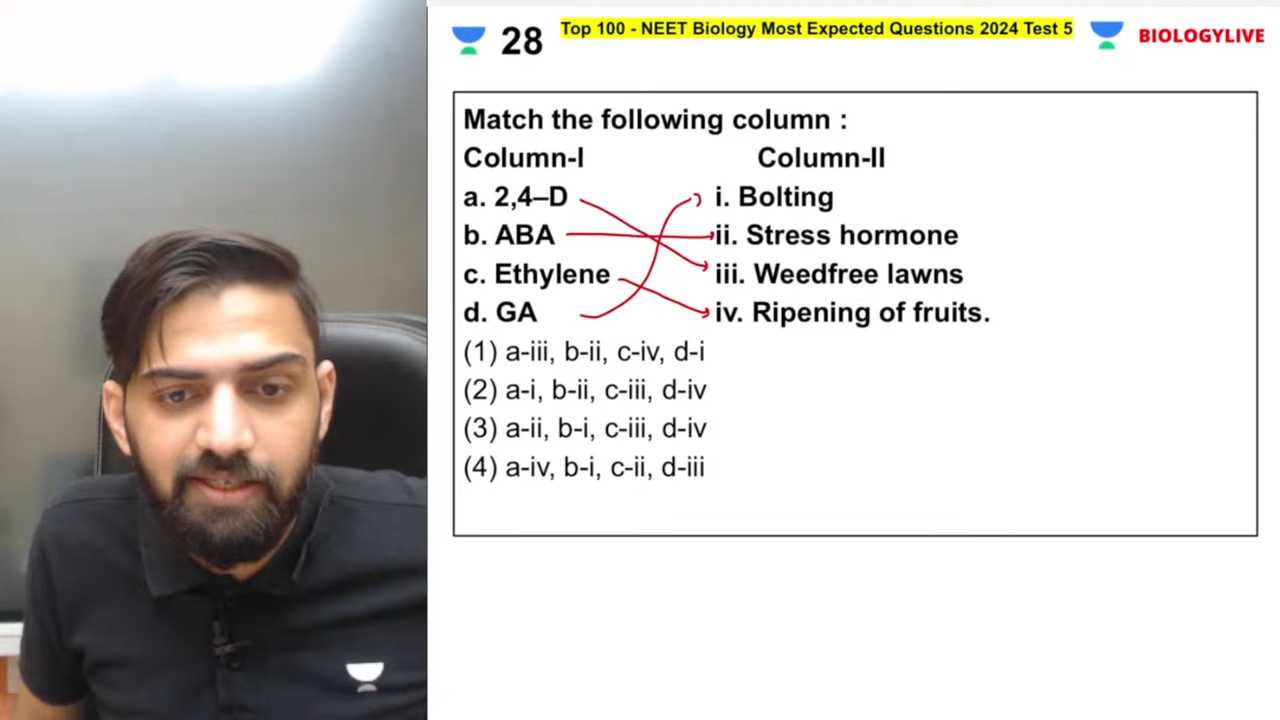 28
Top 100 - NEET Biology Most Expected Questions 2024 Test 5
BIOLOGYLIVE
Match the following column :
Column-I Column-II
a. 2,4–D i. Bolting
b. ABA ii. Stress hormone
c. Ethylene iii. Weedfree lawns
d. GA iv. Ripening of fruits.
(1) a-iii, b-ii, c-iv, d-i
(2) a-i, b-ii, c-iii, d-iv
(3) a-ii, b-i, c-iii, d-iv
(4) a-iv, b-i, c-ii, d-iii